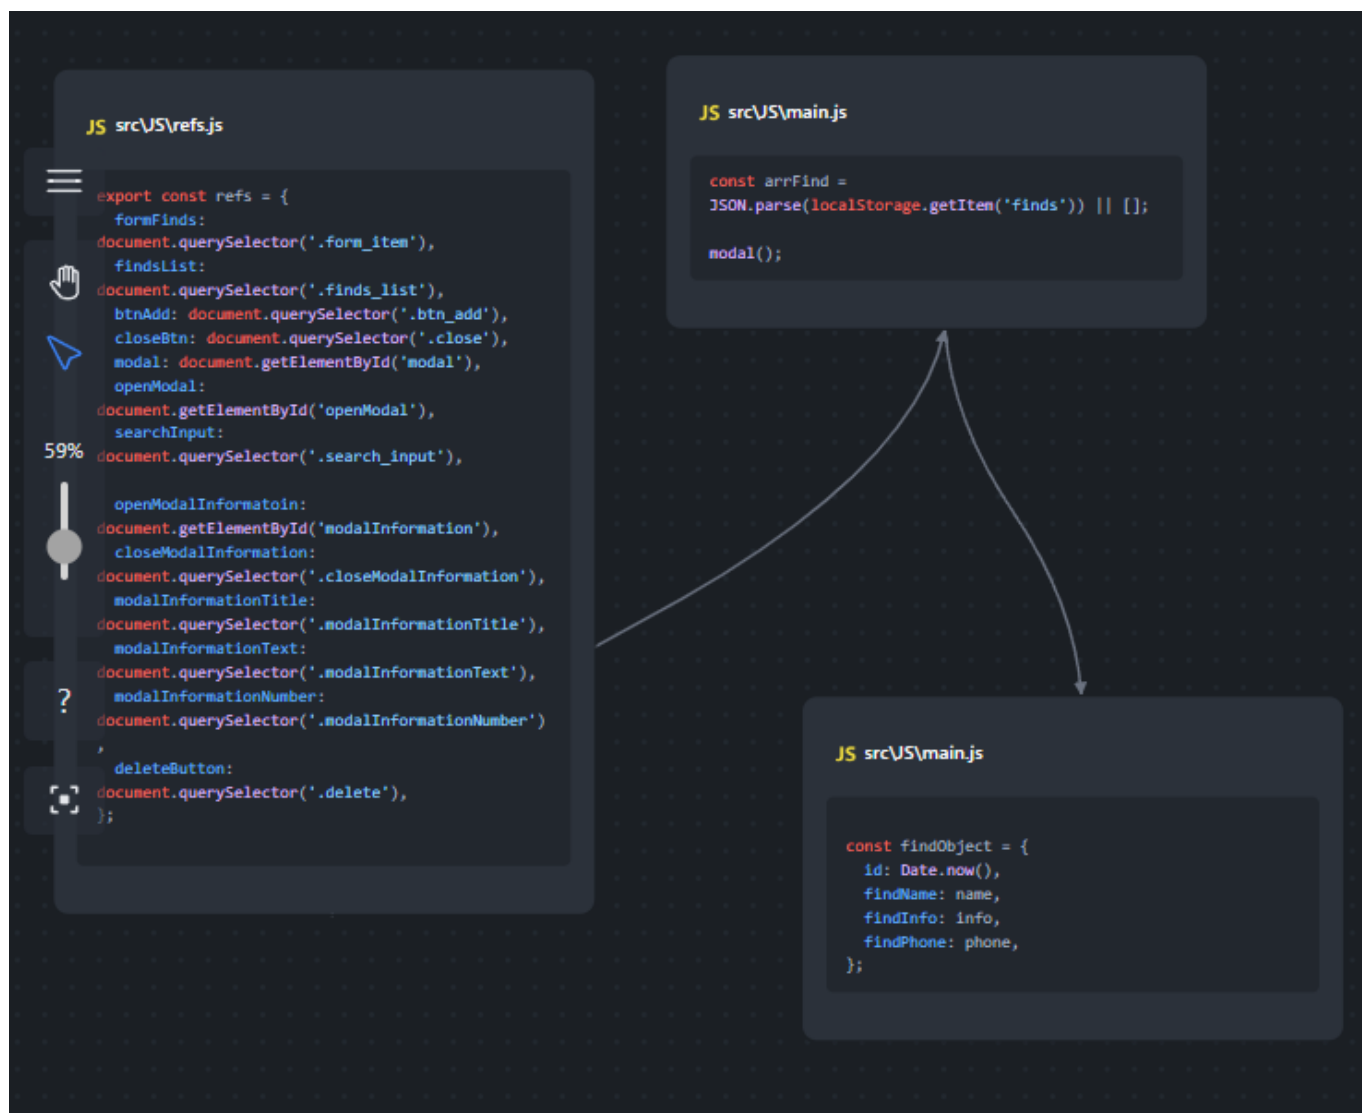 JS src\JS\refs.js
export const refs = {
formFinds:
document.querySelector('.form_item'),
findsList:
document.querySelector('.finds_list'),
btnAdd: document.querySelector('.btn_add'),
closeBtn: document.querySelector('.close'),
modal: document.getElementById('modal'),
openModal:
document.getElementById('openModal'),
searchInput:
document.querySelector('.search_input'),
openModalInformatoin:
document.getElementById('modalInformation'),
closeModalInformation:
document.querySelector('.closeModalInformation'),
modalInformationTitle:
document.querySelector('.modalInformationTitle'),
modalInformationText:
document.querySelector('.modalInformationText'),
modalInformationNumber:
document.querySelector('.modalInformationNumber')
,
deleteButton:
document.querySelector('.delete'),
};
59%
?
JS src\JS\main.js
const arrFind =
JSON.parse(localStorage.getItem('finds')) || [];
modal();
JS src\JS\main.js
const findObject = {
id: Date.now(),
findName: name,
findInfo: info,
findPhone: phone,
};